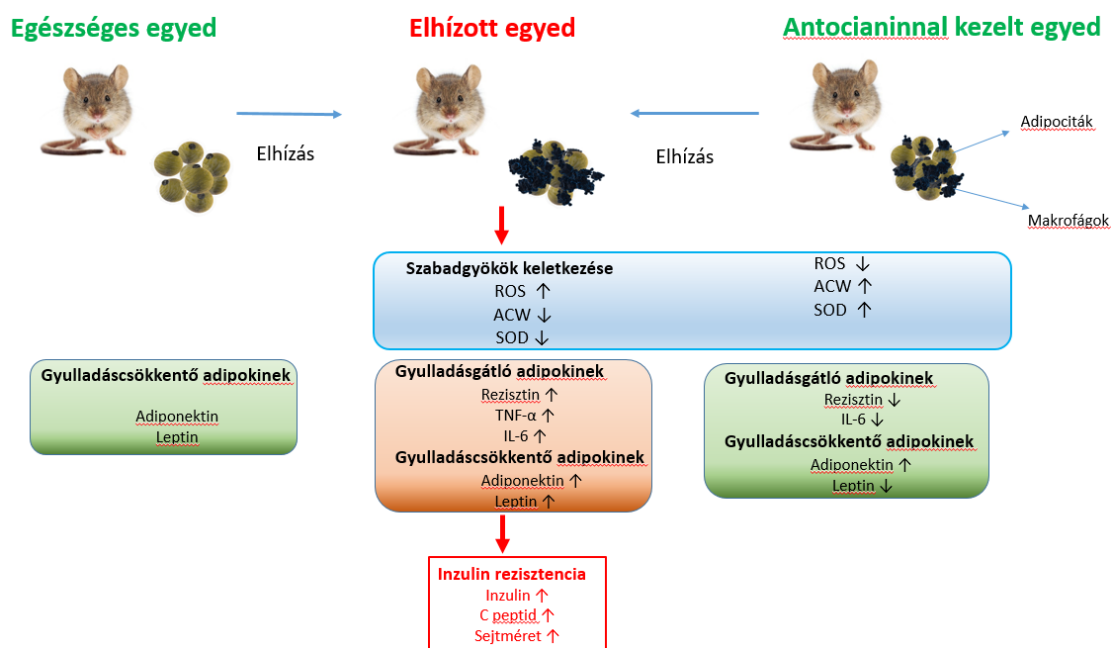 Egészséges egyed
Elhízott egyed
Antocianinnal kezelt egyed
Elhízás
Elhízás
Adipociták
Makrofágok
Szabadgyökök keletkezése
ROS ↑
ACW ↓
SOD ↓
ROS ↓
ACW ↑
SOD ↑
Gyulladáscsökkentő adipokinek
Adiponektin
Leptin
Gyulladásgátló adipokinek
Rezisztin ↑
TNF-α ↑
IL-6 ↑
Gyulladáscsökkentő adipokinek
Adiponektin ↑
Leptin ↑
Gyulladásgátló adipokinek
Rezisztin ↓
IL-6 ↓
Gyulladáscsökkentő adipokinek
Adiponektin ↑
Leptin ↓
Inzulin rezisztencia
Inzulin ↑
C peptid ↑
Sejtméret ↑